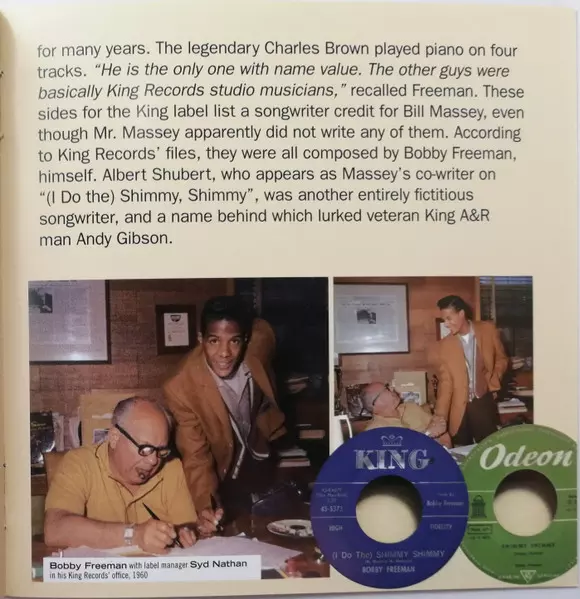 for many years. The legendary Charles Brown played piano on four
tracks. “He is the only one with name value. The other guys were
basically King Records studio musicians,” recalled Freeman. These
sides for the King label list a songwriter credit for Bill Massey, even
though Mr. Massey apparently did not write any of them. According
to King Records’ files, they were all composed by Bobby Freeman,
himself. Albert Shubert, who appears as Massey’s co-writer on
“(I Do the) Shimmy, Shimmy”, was another entirely fictitious
songwriter, and a name behind which lurked veteran King A&R
man Andy Gibson.
Bobby Freeman with label manager Syd Nathan
in his King Records’ office, 1960
KING
Bobby Freeman
HIGH
FIDELITY
(I Do The) SHIMMY SHIMMY
BOBBY FREEMAN
Odeon
SHIMMY SHIMMY